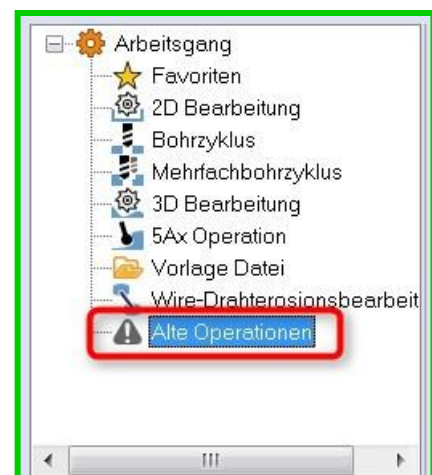 Arbeitsgang
Favoriten
2D Bearbeitung
Bohrzyklus
Mehrfachbohrzyklus
3D Bearbeitung
5Ax Operation
Vorlage Datei
Wire-Drahterosionsbearbeit
Alte Operationen